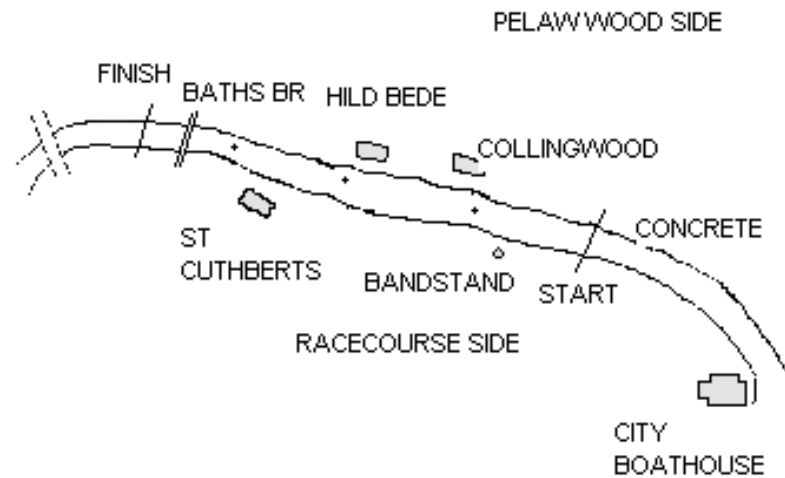 PELAW WOOD SIDE
FINISH
BATHS BR
HILD BEDE
COLLINGWOOD
ST
CUTHBERTS
BANDSTAND
START
CONCRETE
RACECOURSE SIDE
CITY
BOATHOUSE